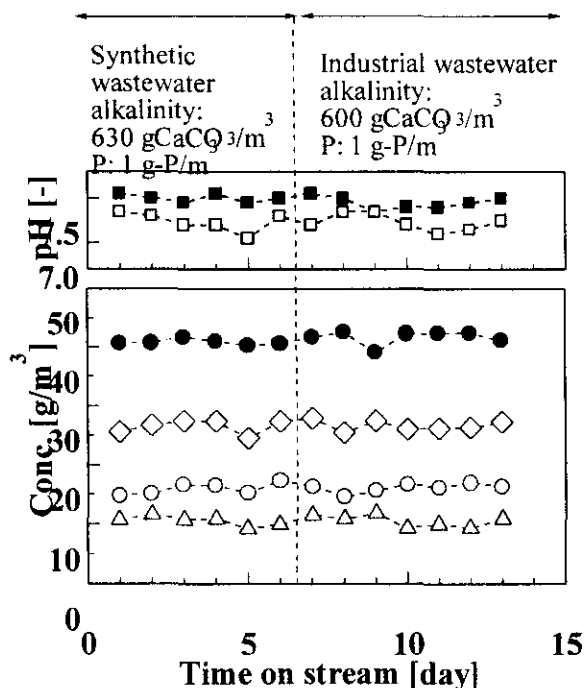 Synthetic
wastewater
alkalinity:
630 gCaCO3/m3
P: 1 g-P/m
Industrial wastewater
alkalinity:
600 gCaCO3/m3
P: 1 g-P/m
pH [-]
7.5
7.0
Conc. [g/m3]
50
40
30
20
10
0
0
5
10
15
Time on stream [day]